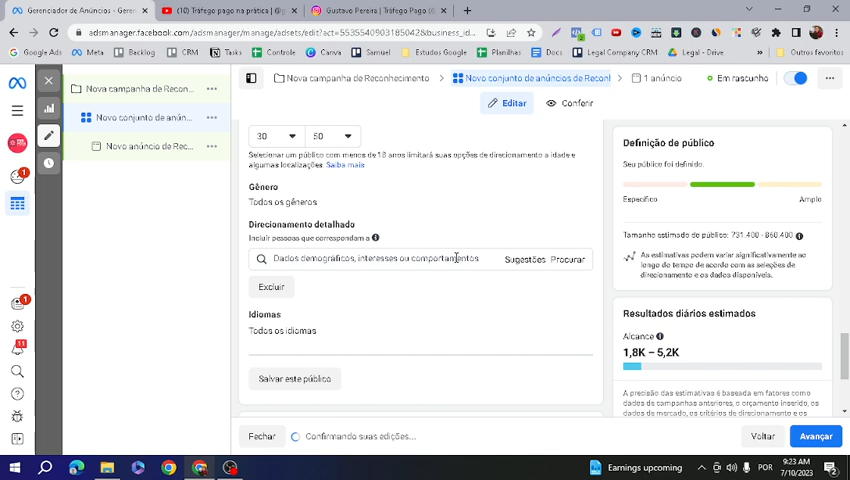 Gerenciador de Anúncios - Geren
(10) Tráfego pago na prática | @g
Gustavo Pereira | Tráfego Pago (6
adsmanager.facebook.com/adsmanager/manage/adsets/edit?act=5535540903185042&business_id...
Google Ads
Meta
Backlog
CRM
Tasks
Controle
Canva
Samuel
Estudos Google
Planilhas
Docs
Legal Company CRM
Legal - Drive
Outros favoritos
Nova campanha de Recon...
Nova campanha de Reconhecimento
Novo conjunto de anúncios de Reconl
1 anúncio
Em rascunho
Novo conjunto de anún...
Novo anúncio de Rec...
Editar
Conferir
30
50
Selecionar um público com menos de 18 anos limitará suas opções de direcionamento a idade e
algumas localizações. Saiba mais
Gênero
Todos os gêneros
Direcionamento detalhado
Incluir pessoas que correspondam a
Dados demográficos, interesses ou comportamentos
Sugestões
Procurar
Excluir
Idiomas
Todos os idiomas
Salvar este público
Definição de público
Seu público foi definido.
Específico
Amplo
Tamanho estimado do público: 731.400 - 860.400
As estimativas podem variar significativamente ao
longo do tempo de acordo com as seleções de
direcionamento e os dados disponíveis.
Resultados diários estimados
Alcance
1,8K – 5,2K
A precisão das estimativas é baseada em fatores como
dados de campanhas anteriores, o orçamento inserido, os
dados de mercado, os critérios de direcionamento e os
Fechar
Confirmando suas edições...
Voltar
Avançar
1
1
11
Earnings upcoming
POR
9:23 AM
7/10/2023
2